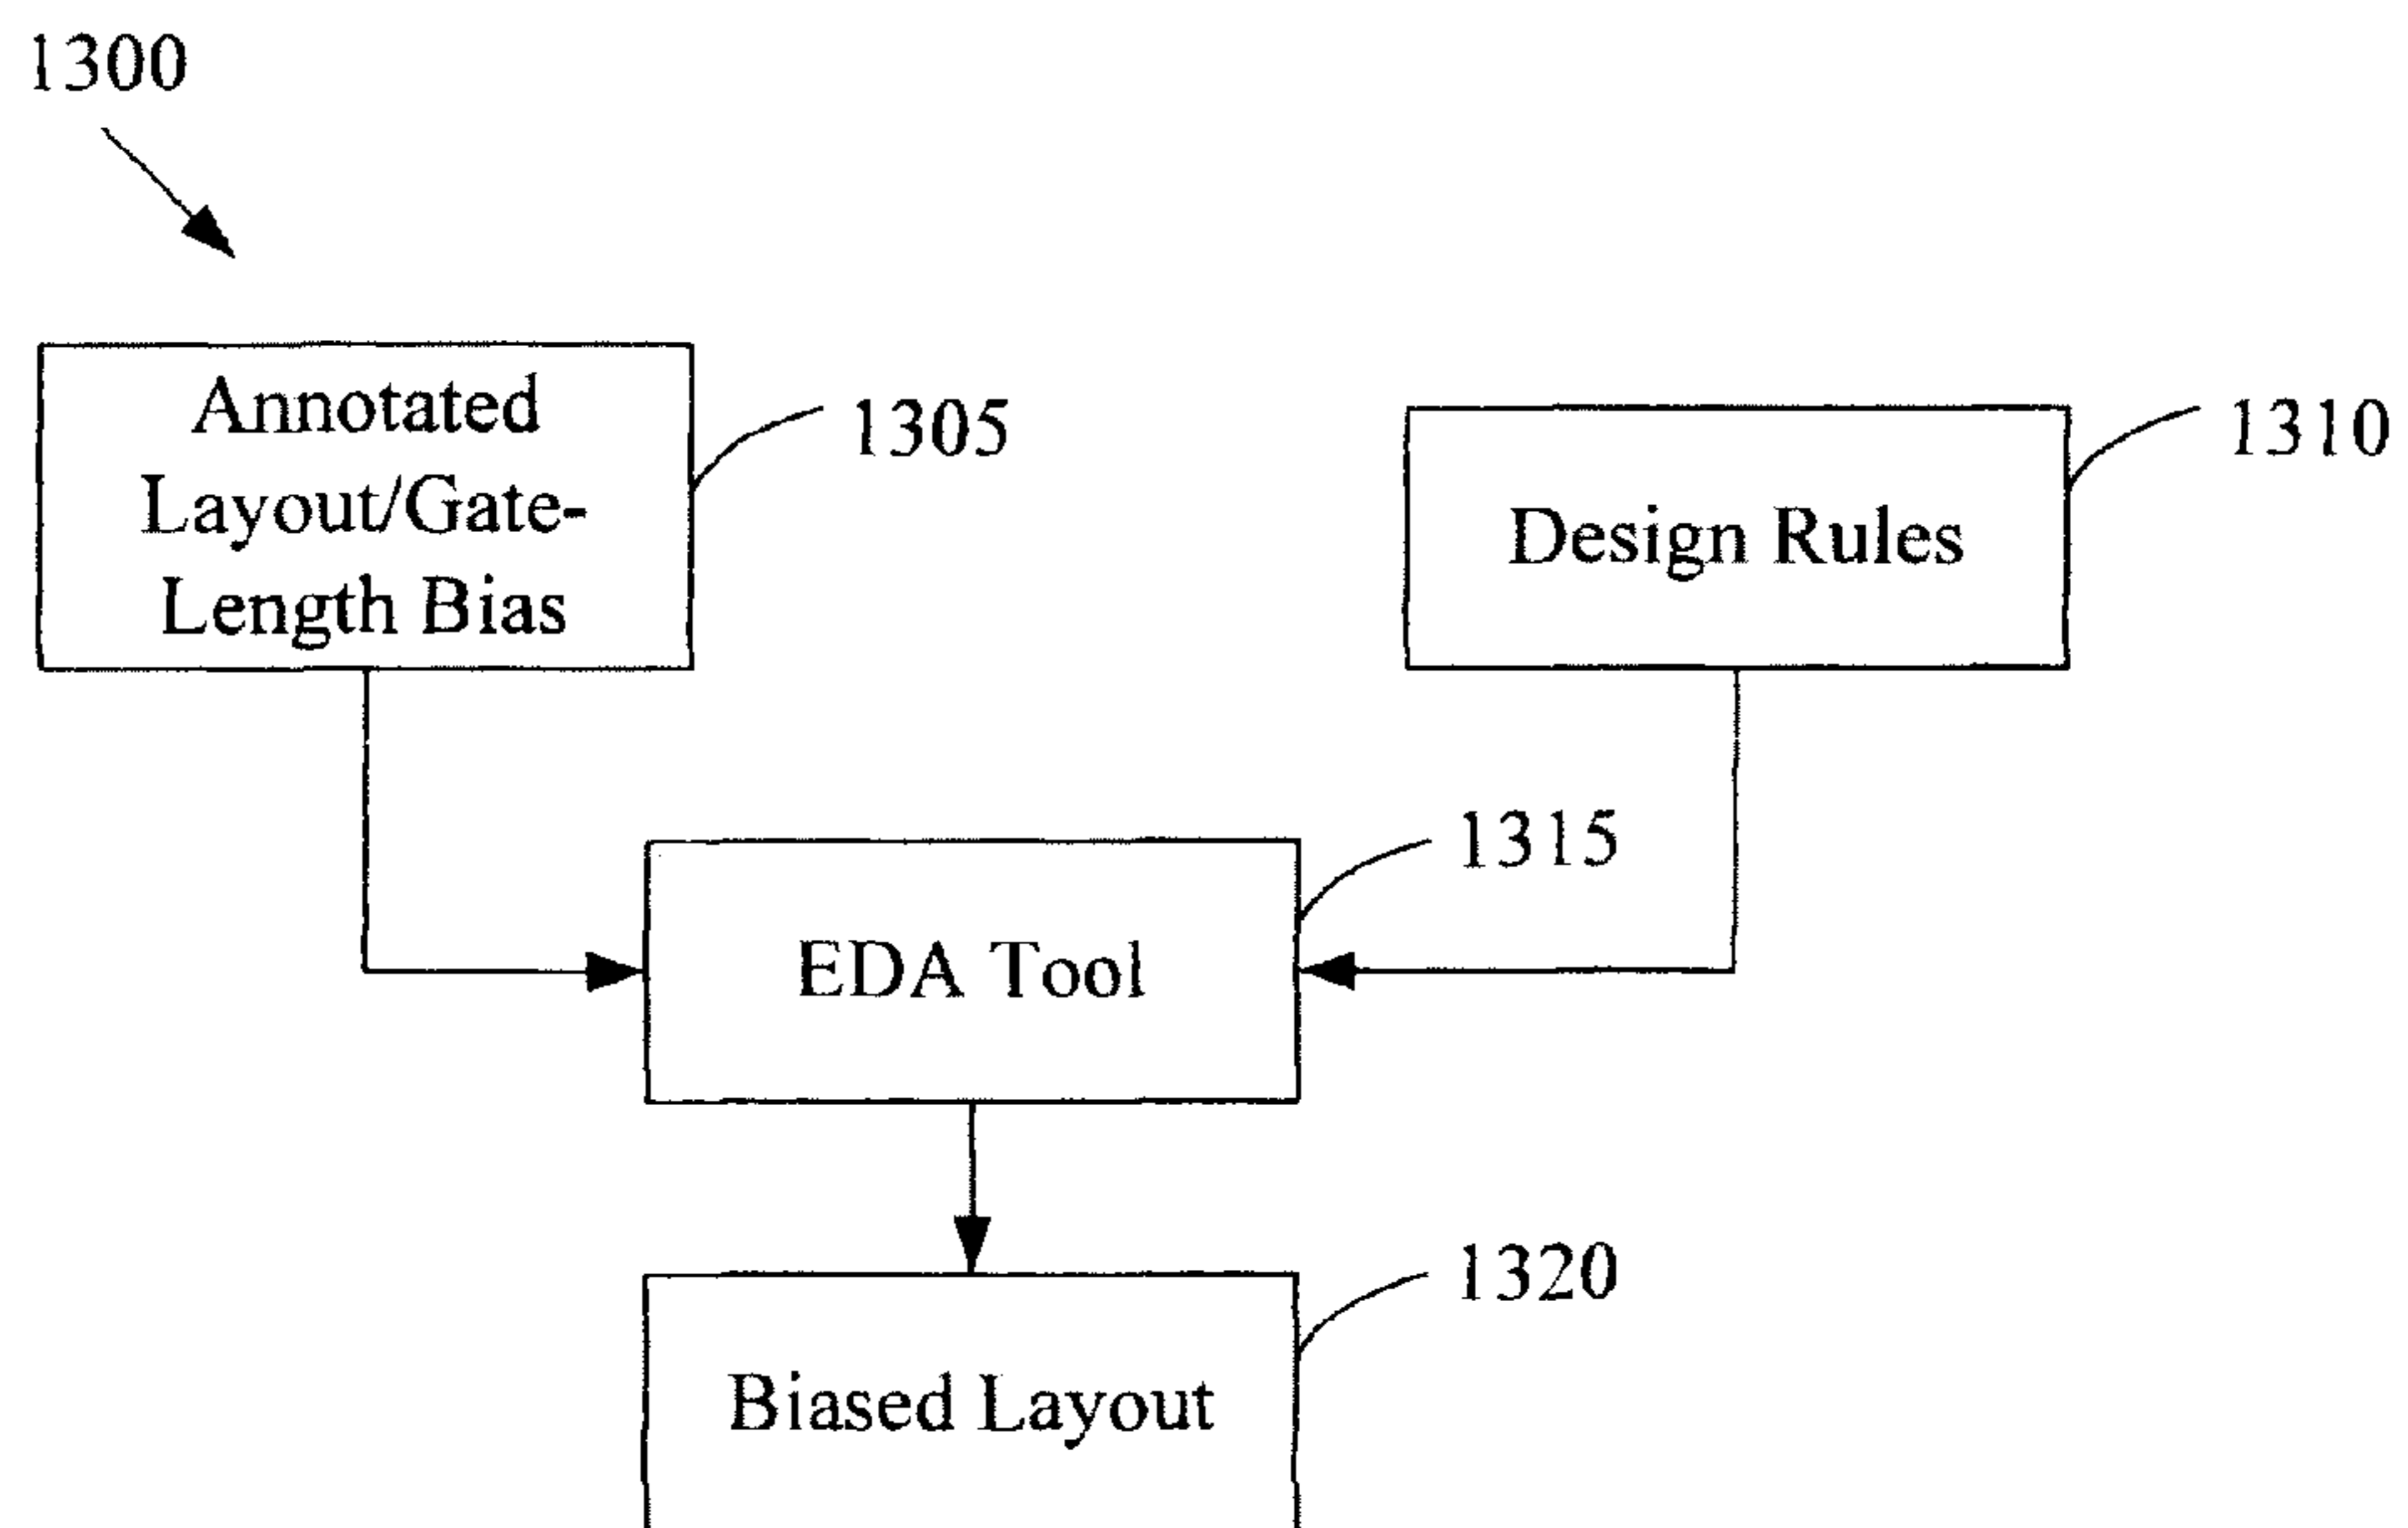 1300
Annotated
Layout/Gate-
Length Bias
1305
Design Rules
1310
EDA Tool
1315
Biased Layout
1320